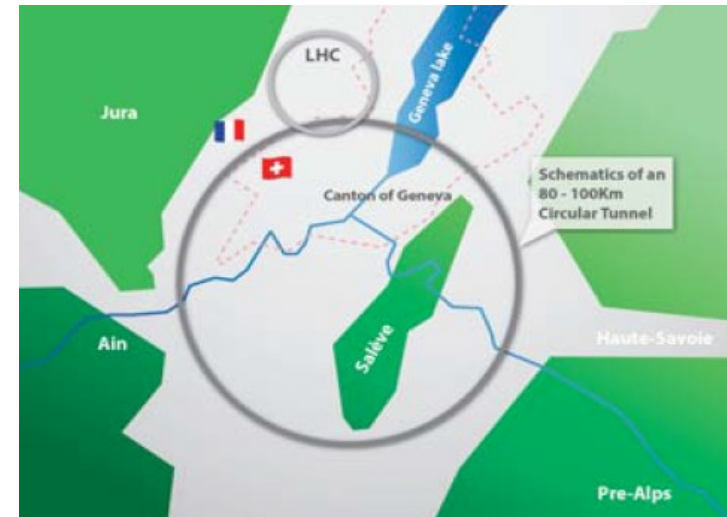 LHC
Geneva lake
Jura
Schematics of an
80 - 100Km
Circular Tunnel
Canton of Geneva
Ain
Salève
Haute-Savoie
Pre-Alps